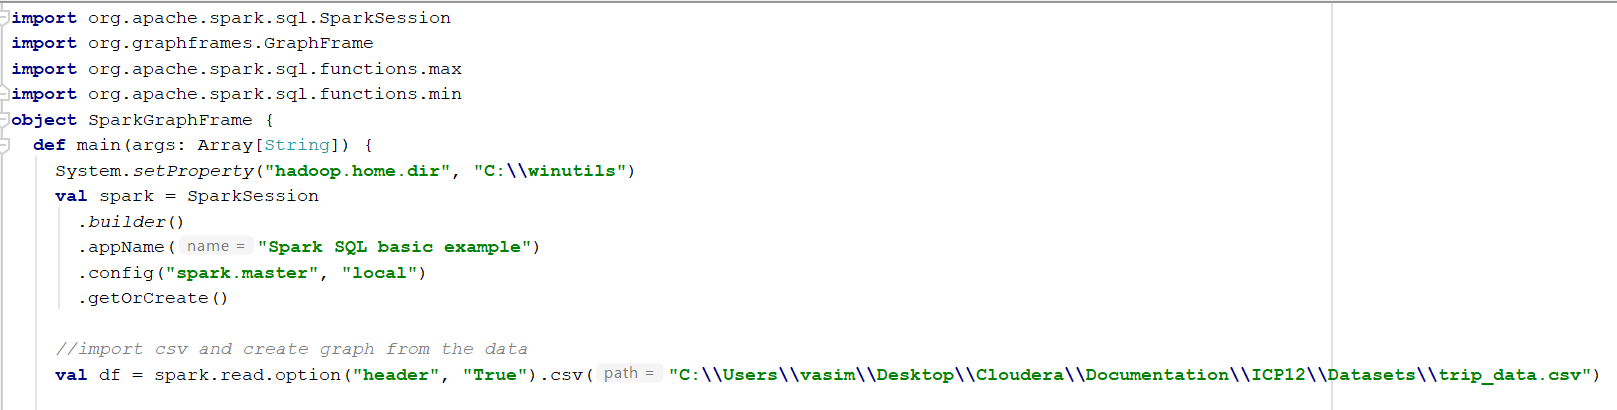 import org.apache.spark.sql.SparkSession
import org.graphframes.GraphFrame
import org.apache.spark.sql.functions.max
import org.apache.spark.sql.functions.min
object SparkGraphFrame {
  def main(args: Array[String]) {
    System.setProperty("hadoop.home.dir", "C:\\winutils")
    val spark = SparkSession
      .builder()
      .appName( name = "Spark SQL basic example")
      .config("spark.master", "local")
      .getOrCreate()
    //import csv and create graph from the data
    val df = spark.read.option("header", "True").csv( path = "C:\\Users\\vasim\\Desktop\\Cloudera\\Documentation\\ICP12\\Datasets\\trip_data.csv")